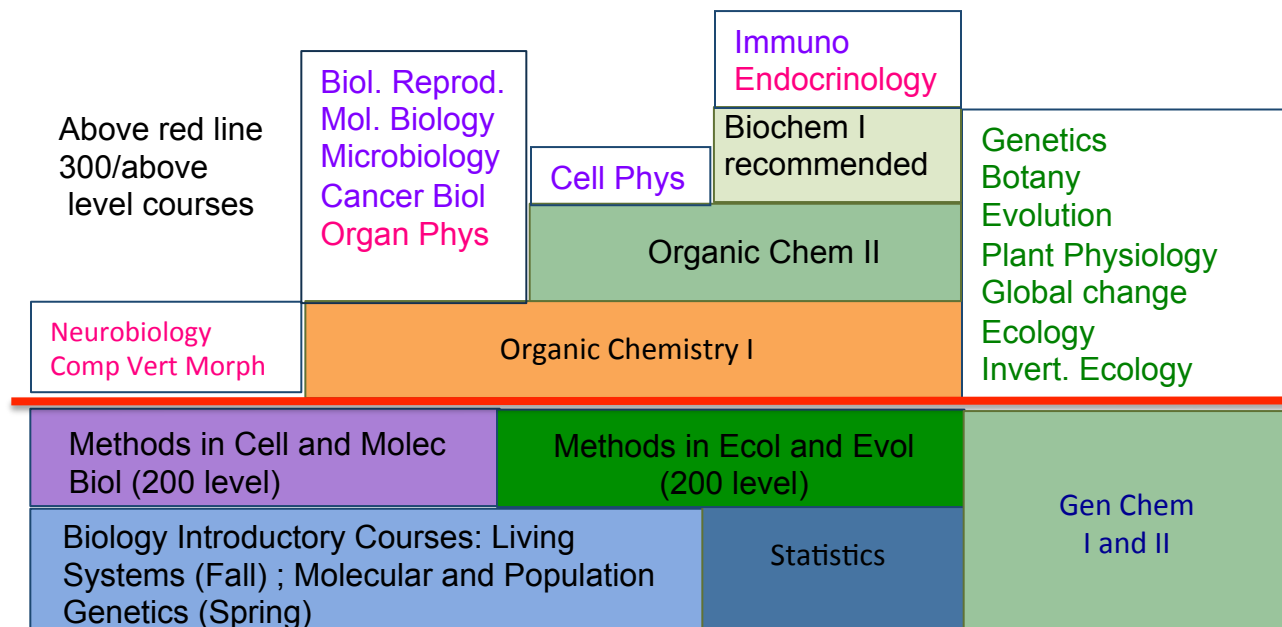 Above red line
300/above
level courses
Biol. Reprod.
Mol. Biology
Microbiology
Cancer Biol
Organ Phys
Cell Phys
Immuno
Endocrinology
Biochem I
recommended
Organic Chem II
Genetics
Botany
Evolution
Plant Physiology
Global change
Ecology
Invert. Ecology
Neurobiology
Comp Vert Morph
Organic Chemistry I
Methods in Cell and Molec
Biol (200 level)
Methods in Ecol and Evol
(200 level)
Gen Chem
I and II
Biology Introductory Courses: Living
Systems (Fall) ; Molecular and Population
Genetics (Spring)
Statistics